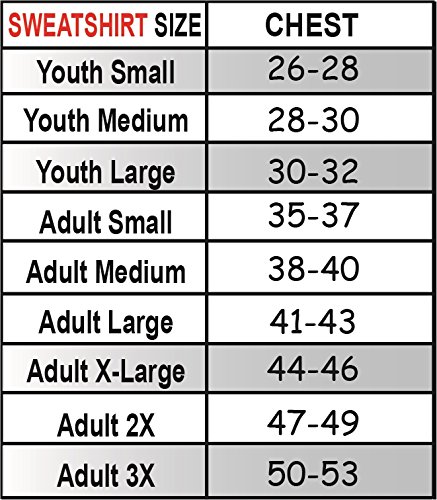 SWEATSHIRT SIZE CHEST
Youth Small 26-28
Youth Medium 28-30
Youth Large 30-32
Adult Small 35-37
Adult Medium 38-40
Adult Large 41-43
Adult X-Large 44-46
Adult 2X 47-49
Adult 3X 50-53